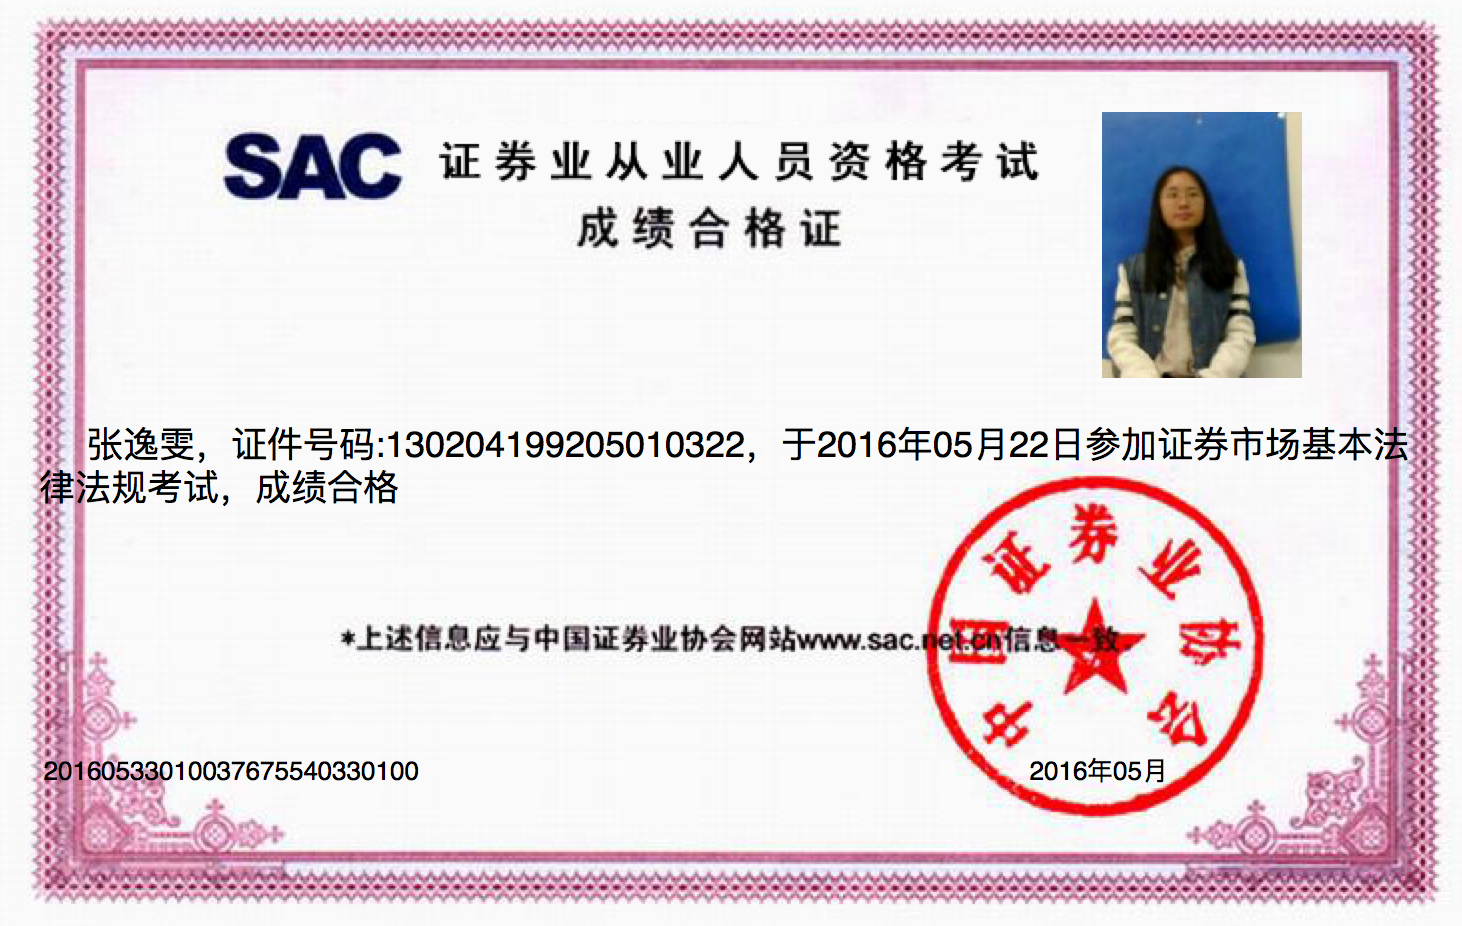 SAC 证券业从业人员资格考试
成绩合格证
张逸雯，证件号码:130204199205010322，于2016年05月22日参加证券市场基本法
律法规考试，成绩合格
中国证券业协会
*上述信息应与中国证券业协会网站www.sac.net.cn信息一致。
20160533010037675540330100
2016年05月